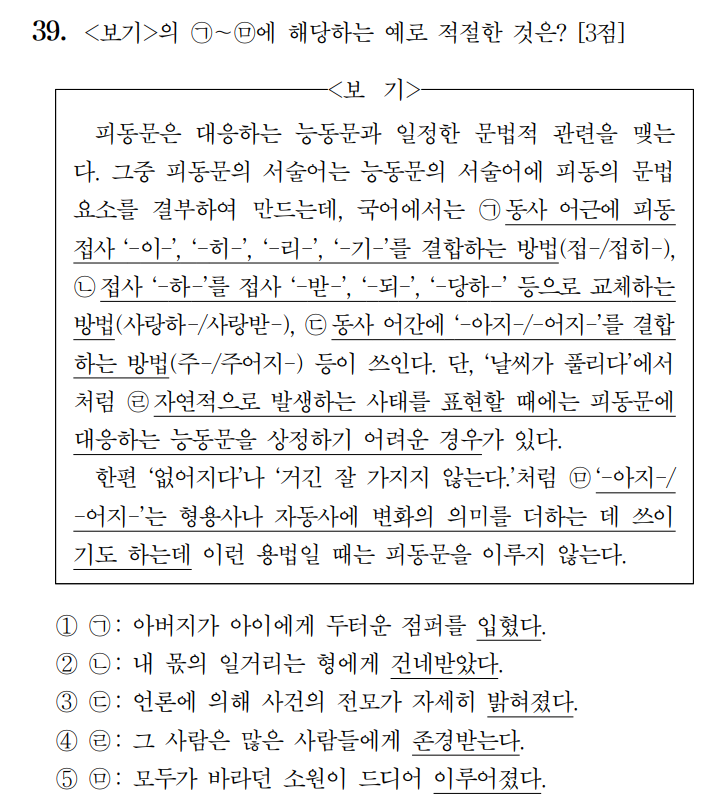 39. <보기>의 ㉠~㉤에 해당하는 예로 적절한 것은? [3점]
<보 기>
피동문은 대응하는 능동문과 일정한 문법적 관련을 맺는
다. 그중 피동문의 서술어는 능동문의 서술어에 피동의 문법
요소를 결부하여 만드는데, 국어에서는 ㉠동사 어근에 피동
접사 ‘-이-’, ‘-히-’, ‘-리-’, ‘-기-’를 결합하는 방법(접-/접히-),
㉡접사 ‘-하-’를 접사 ‘-받-’, ‘-되-’, ‘-당하-’ 등으로 교체하는
방법(사랑하-/사랑받-), ㉢동사 어간에 ‘-아지-/-어지-’를 결합
하는 방법(주-/주어지-) 등이 쓰인다. 단, ‘날씨가 풀리다’에서
처럼 ㉣자연적으로 발생하는 사태를 표현할 때에는 피동문에
대응하는 능동문을 상정하기 어려운 경우가 있다.
한편 ‘없어지다’나 ‘거긴 잘 가지지 않는다.’처럼 ㉤‘-아지-/
-어지-’는 형용사나 자동사에 변화의 의미를 더하는 데 쓰이
기도 하는데 이런 용법일 때는 피동문을 이루지 않는다.
① ㉠: 아버지가 아이에게 두터운 점퍼를 입혔다.
② ㉡: 내 몫의 일거리는 형에게 건네받았다.
③ ㉢: 언론에 의해 사건의 전모가 자세히 밝혀졌다.
④ ㉣: 그 사람은 많은 사람들에게 존경받는다.
⑤ ㉤: 모두가 바라던 소원이 드디어 이루어졌다.